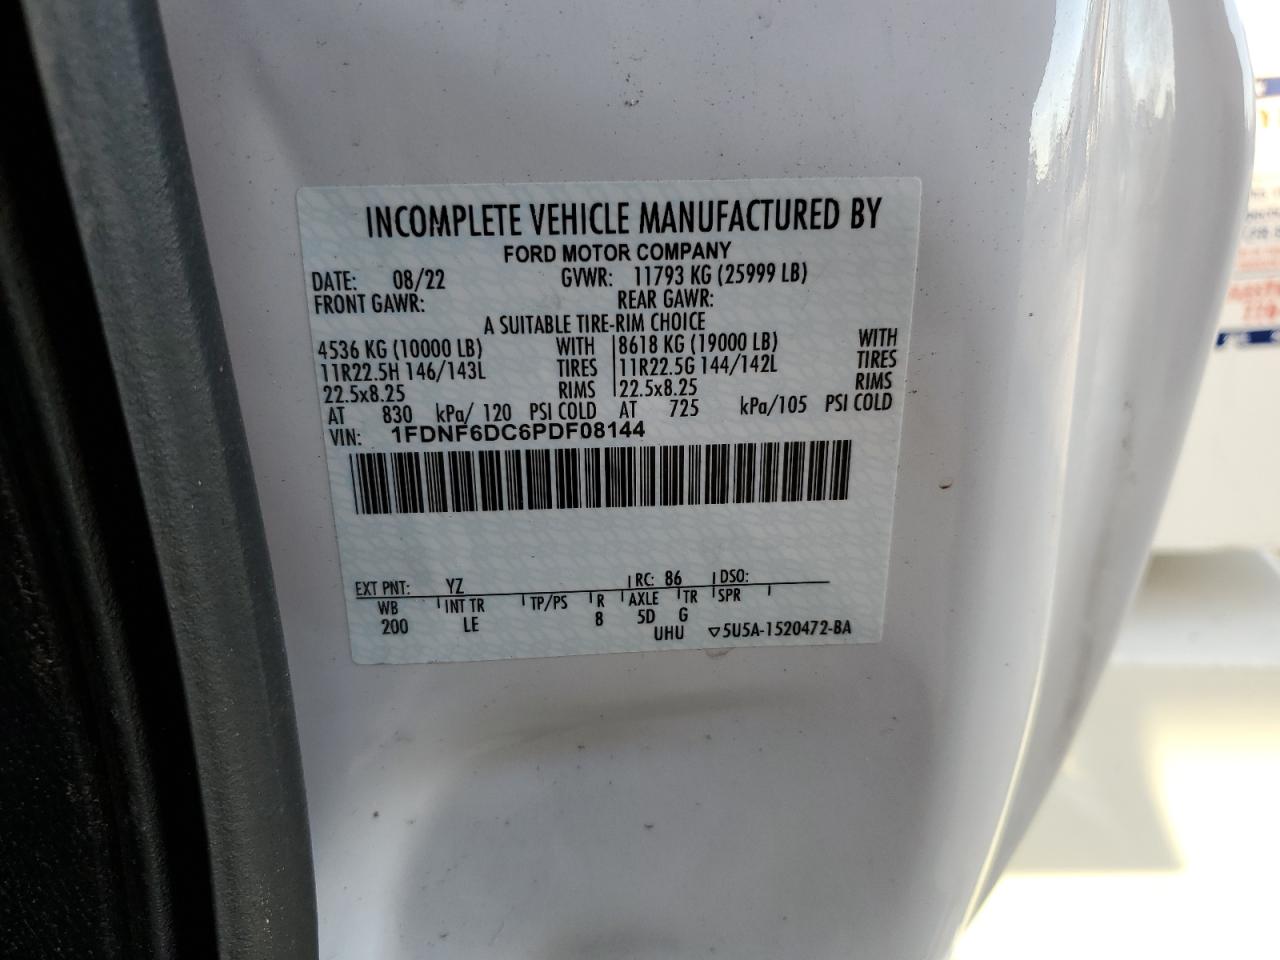 INCOMPLETE VEHICLE MANUFACTURED BY
FORD MOTOR COMPANY
DATE: 08/22 GVWR: 11793 KG (25999 LB)
FRONT GAWR: REAR GAWR:
A SUITABLE TIRE-RIM CHOICE
4536 KG (10000 LB) WITH 8618 KG (19000 LB) WITH
11R22.5H 146/143L TIRES 11R22.5G 144/142L TIRES
22.5x8.25 RIMS 22.5x8.25 RIMS
AT 830 kPa/ 120 PSI COLD AT 725 kPa/105 PSI COLD
VIN: 1FDNF6DC6PDF08144
EXT PNT: YZ RC: 86 DSO:
WB INT TR TP/PS R AXLE TR SPR
200 LE 8 5D G
UHU ▽5U5A-1520472-BA